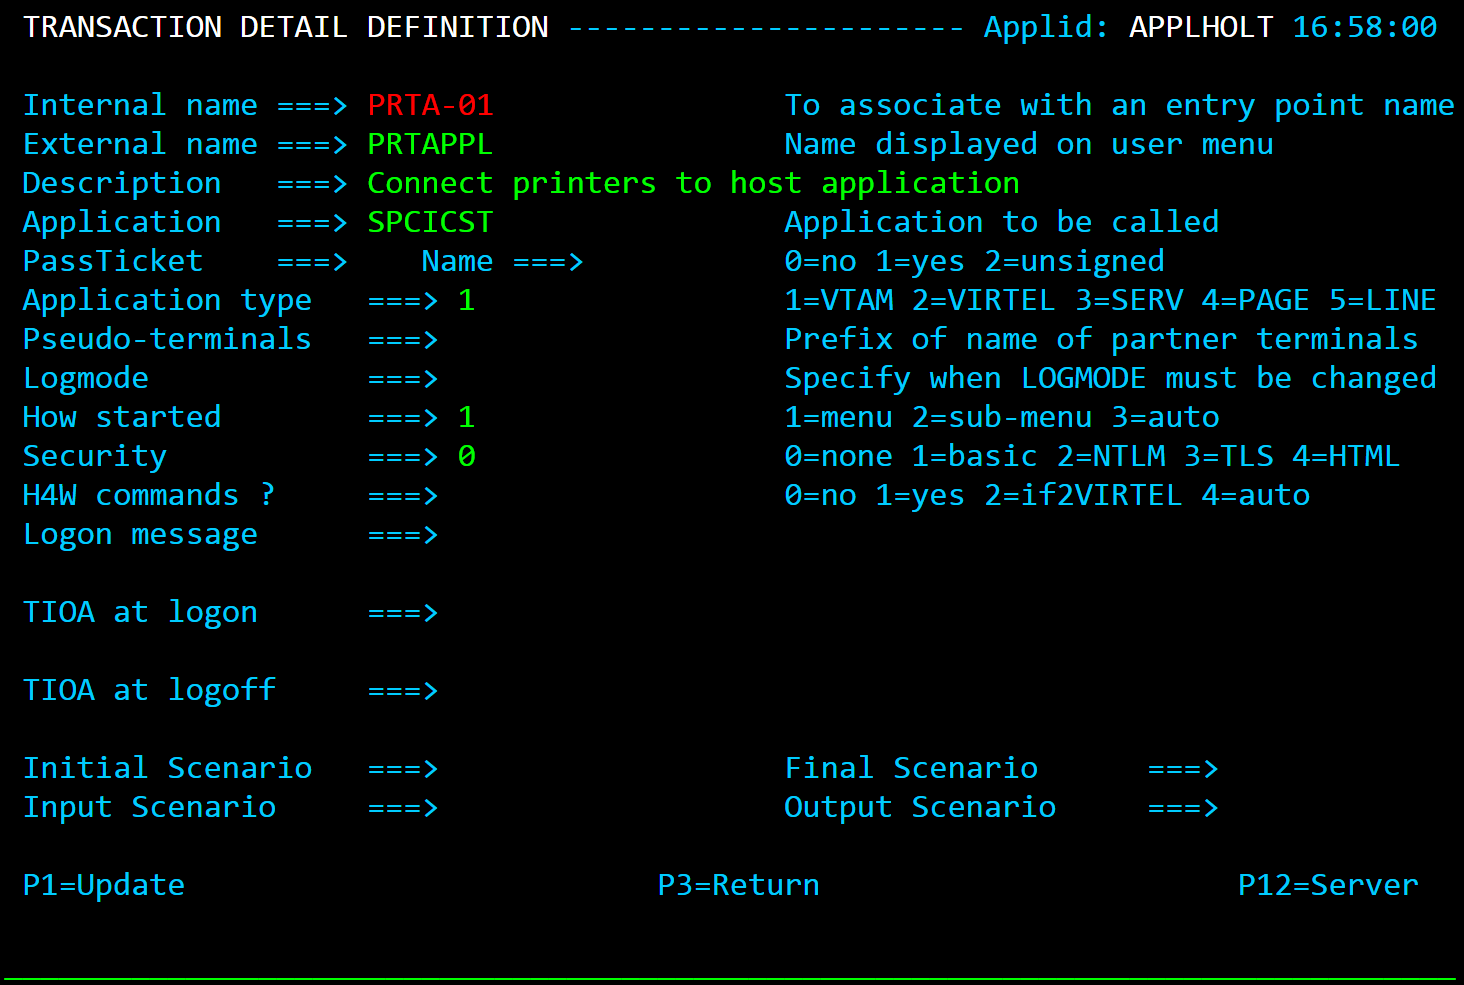 TRANSACTION DETAIL DEFINITION ---------------------- Applid: APPLHOLT 16:58:00
Internal name ===> PRTA-01 To associate with an entry point name
External name ===> PRTAPPL Name displayed on user menu
Description ===> Connect printers to host application
Application ===> SPCICST Application to be called
PassTicket ===> Name ===> 0=no 1=yes 2=unsigned
Application type ===> 1 1=VTAM 2=VIRTEL 3=SERV 4=PAGE 5=LINE
Pseudo-terminals ===> Prefix of name of partner terminals
Logmode ===> Specify when LOGMODE must be changed
How started ===> 1 1=menu 2=sub-menu 3=auto
Security ===> 0 0=none 1=basic 2=NTLM 3=TLS 4=HTML
H4W commands ? ===> 0=no 1=yes 2=if2VIRTEL 4=auto
Logon message ===>
TIOA at logon ===>
TIOA at logoff ===>
Initial Scenario ===> Final Scenario ===>
Input Scenario ===> Output Scenario ===>
P1=Update P3=Return P12=Server